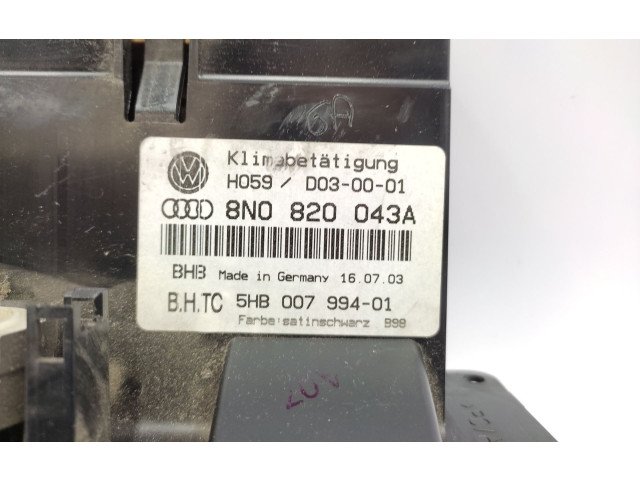 6A
Klimabetätigung
H059 / D03-00-01
8N0 820 043A
BHB Made in Germany 16.07.03
B.H.TC 5HB 007 994-01
Farbe:satinschwarz B98